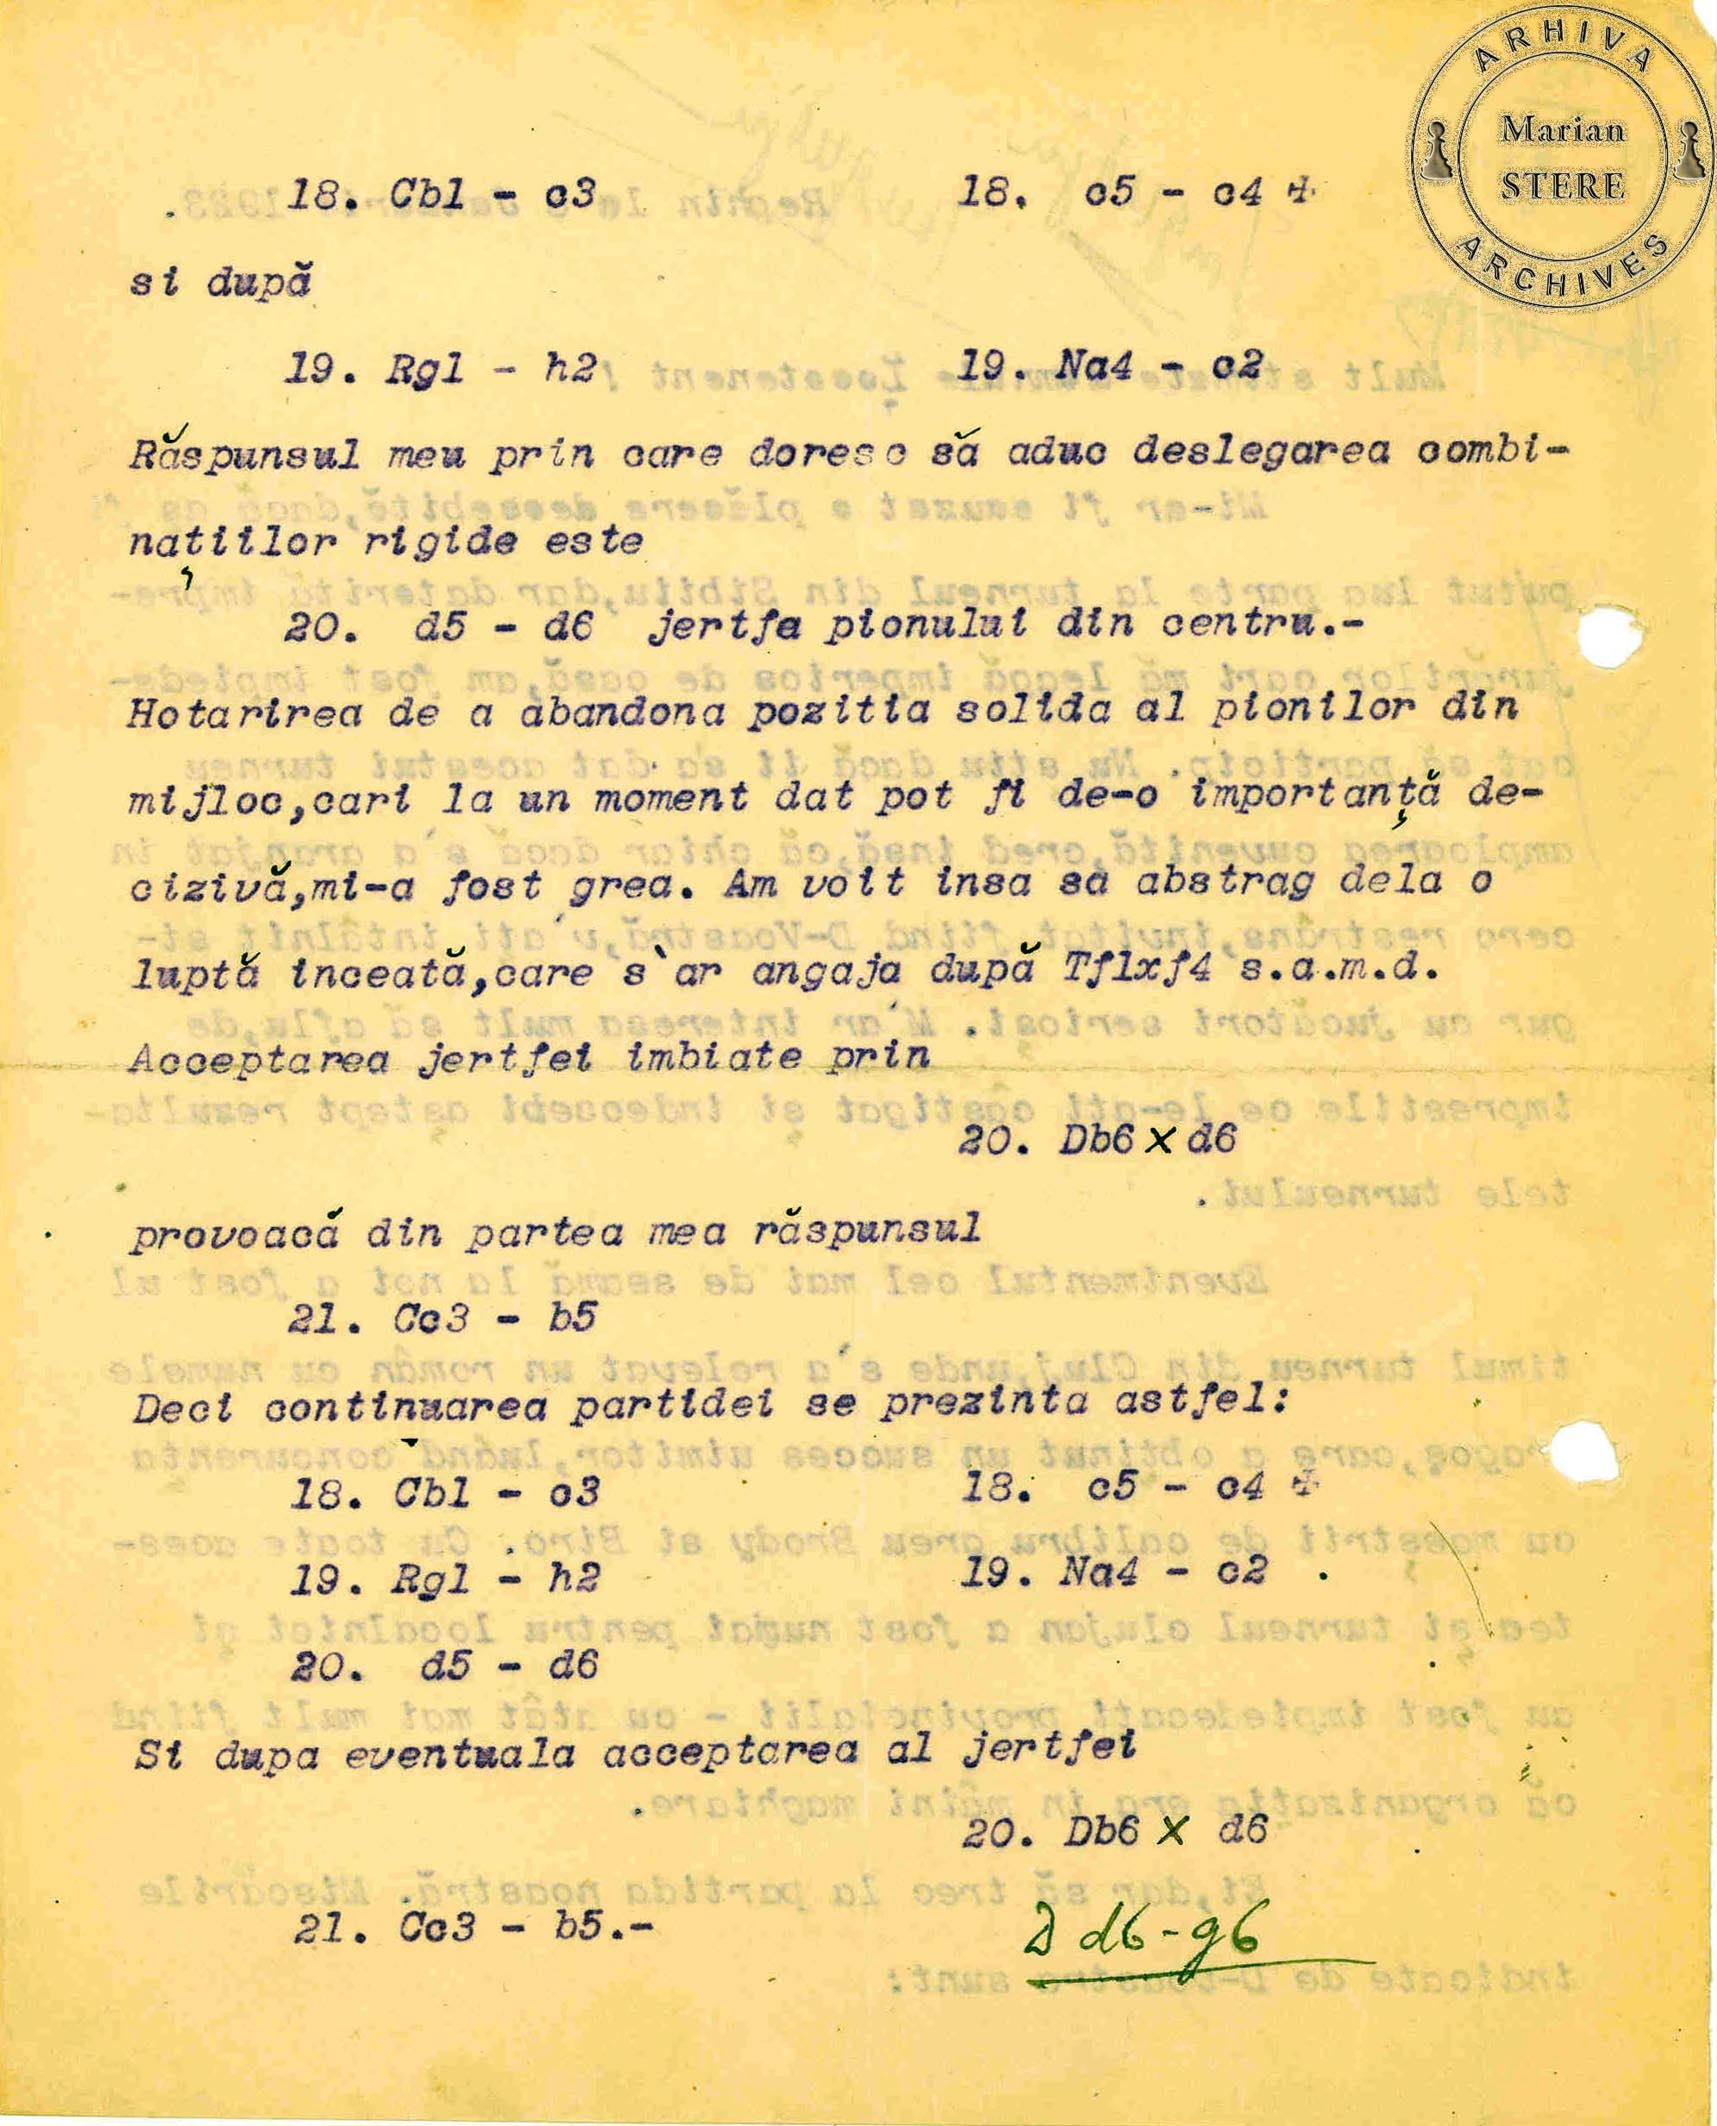 ARHIVA
Marian
STERE
ARCHIVES
18. Cb1 - c3 18. c5 - c4 +
si după
19. Rg1 - h2 19. Na4 - c2
Răspunsul meu prin care doresc să aduc deslegarea combi-
națiilor rigide este
20. d5 - d6 jertfa pionului din centru.-
Hotarirea de a abandona pozitia solida al pionilor din
mijloc,cari la un moment dat pot fi de-o importanță de-
cizivă,mi-a fost grea. Am voit insa sa abstrag dela o
luptă inceată,care s`ar angaja după Tf1xf4 s.a.m.d.
Acceptarea jertfei imbiate prin
20. Db6 x d6
provoacă din partea mea răspunsul
21. Cc3 - b5
Deci continuarea partidei se prezinta astfel:
18. Cb1 - c3 18. c5 - c4 +
19. Rg1 - h2 19. Na4 - c2
20. d5 - d6
Si dupa eventuala acceptarea al jertfei
20. Db6 x d6
21. Cc3 - b5.- D d6-g6